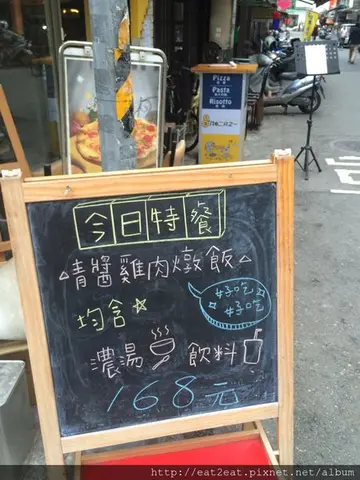 Pizza
Pasta
Risotto
今日特餐
青醬雞肉燉飯
好吃
好吃
均含
濃湯 飲料
168元
http://eat2eat.pixnet.net/album